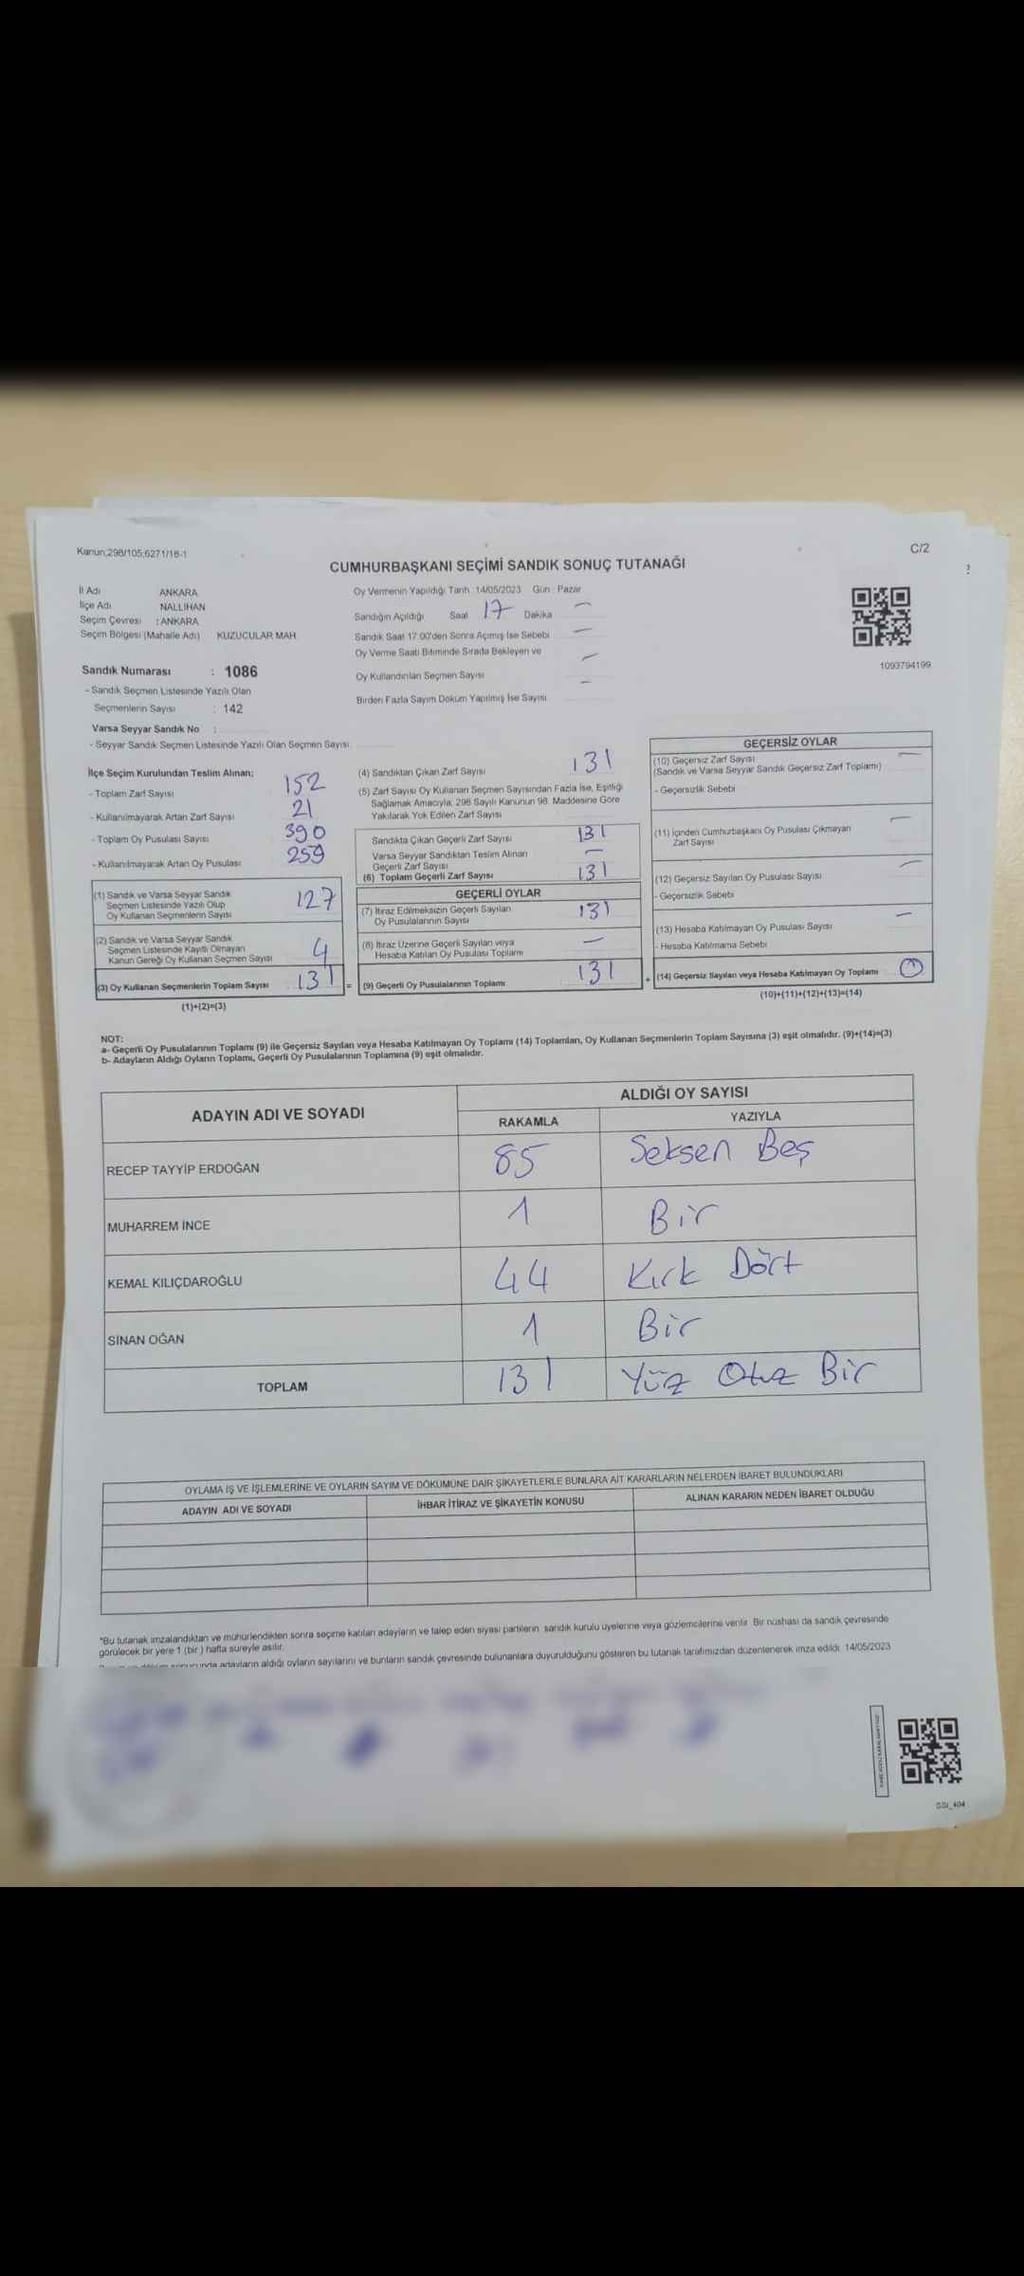 Kanun;298/105,6271/18-1
C/2
CUMHURBAŞKANI SEÇİMİ SANDIK SONUÇ TUTANAĞI
İl Adı ANKARA
İlçe Adı NALLIHAN
Seçim Çevresi : ANKARA
Seçim Bölgesi (Mahalle Adı) KUZUCULAR MAH
Sandık Numarası : 1086
- Sandık Seçmen Listesinde Yazılı Olan
Seçmenlerin Sayısı : 142
Varsa Seyyar Sandık No :
- Seyyar Sandık Seçmen Listesinde Yazılı Olan Seçmen Sayısı
Oy Vermenin Yapıldığı Tarih : 14/05/2023 Gün : Pazar
Sandığın Açıldığı Saat 17 Dakika -
Sandık Saat 17.00'den Sonra Açımış İse Sebebi -
Oy Verme Saati Bitiminde Sırada Bekleyen ve
Oy Kullandırılan Seçmen Sayısı -
Birden Fazla Sayım Döküm Yapılmış İse Sayısı -
1093794199
İlçe Seçim Kurulundan Teslim Alınan;
- Toplam Zarf Sayısı 152
- Kullanılmayarak Artan Zarf Sayısı 21
- Toplam Oy Pusulası Sayısı 390
- Kullanılmayarak Artan Oy Pusulası 259
(1) Sandık ve Varsa Seyyar Sandık
Seçmen Listesinde Yazılı Olup
Oy Kullanan Seçmenlerin Sayısı 127
(2) Sandık ve Varsa Seyyar Sandık
Seçmen Listesinde Kayıtlı Olmayan
Kanun Gereği Oy Kullanan Seçmen Sayısı 4
(3) Oy Kullanan Seçmenlerin Toplam Sayısı 131 =
(1)+(2)=(3)
(4) Sandıktan Çıkan Zarf Sayısı 131
(5) Zarf Sayısı Oy Kullanan Seçmen Sayısından Fazla İse, Eşitliği
Sağlamak Amacıyla, 298 Sayılı Kanunun 98. Maddesine Göre
Yakılarak Yok Edilen Zarf Sayısı
Sandıkta Çıkan Geçerli Zarf Sayısı 131
Varsa Seyyar Sandıktan Teslim Alınan
Geçerli Zarf Sayısı -
(6) Toplam Geçerli Zarf Sayısı 131
GEÇERLİ OYLAR
(7) İtiraz Edilmeksizin Geçerli Sayılan
Oy Pusulalarının Sayısı 131
(8) İtiraz Üzerine Geçerli Sayılan veya
Hesaba Katılan Oy Pusulası Toplamı -
(9) Geçerli Oy Pusulalarının Toplamı 131 +
GEÇERSİZ OYLAR
(10) Geçersiz Zarf Sayısı -
(Sandık ve Varsa Seyyar Sandık Geçersiz Zarf Toplamı)
- Geçersizlik Sebebi
(11) İçinden Cumhurbaşkanı Oy Pusulası Çıkmayan -
Zarf Sayısı
(12) Geçersiz Sayılan Oy Pusulası Sayısı -
- Geçersizlik Sebebi
(13) Hesaba Katılmayan Oy Pusulası Sayısı -
- Hesaba Katılmama Sebebi
(14) Geçersiz Sayılan veya Hesaba Katılmayan Oy Toplamı 0
(10)+(11)+(12)+(13)=(14)
NOT:
a- Geçerli Oy Pusulalarının Toplamı (9) ile Geçersiz Sayılan veya Hesaba Katılmayan Oy Toplamı (14) Toplamları, Oy Kullanan Seçmenlerin Toplam Sayısına (3) eşit olmalıdır. (9)+(14)=(3)
b- Adayların Aldığı Oyların Toplamı, Geçerli Oy Pusulalarının Toplamına (9) eşit olmalıdır.
ADAYIN ADI VE SOYADI ALDIĞI OY SAYISI
RAKAMLA YAZIYLA
RECEP TAYYİP ERDOĞAN 85 Seksen Beş
MUHARREM İNCE 1 Bir
KEMAL KILIÇDAROĞLU 44 Kırk Dört
SİNAN OĞAN 1 Bir
TOPLAM 131 Yüz Otuz Bir
OYLAMA İŞ VE İŞLEMLERİNE VE OYLARIN SAYIM VE DÖKÜMÜNE DAİR ŞİKAYETLERLE BUNLARA AİT KARARLARIN NELERDEN İBARET BULUNDUKLARI
ADAYIN ADI VE SOYADI İHBAR İTİRAZ VE ŞİKAYETİN KONUSU ALINAN KARARIN NEDEN İBARET OLDUĞU
*Bu tutanak imzalandıktan ve mühürlendikten sonra seçime katılan adayların ve talep eden siyasi partilerin sandık kurulu üyelerine veya gözlemcilerine verilir. Bir nüshası da sandık çevresinde
görülecek bir yere 1 (bir) hafta süreyle asılır.
adayların aldığı oyların sayılarını ve bunların sandık çevresinde bulunanlara duyurulduğunu gösteren bu tutanak tarafımızdan düzenlenerek imza edildi. 14/05/2023